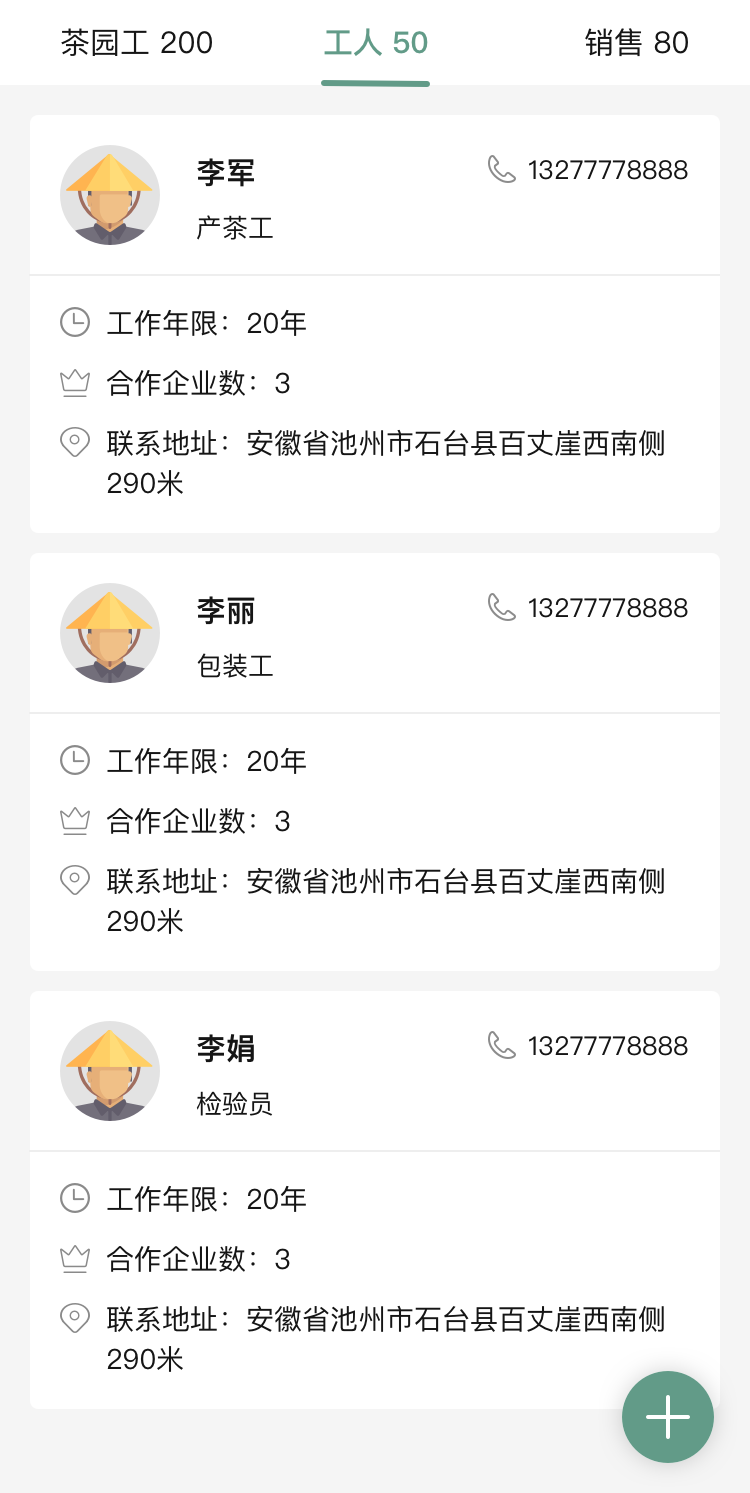 茶园工 200
工人 50
销售 80
李军
13277778888
产茶工
工作年限：20年
合作企业数：3
联系地址：安徽省池州市石台县百丈崖西南侧
290米
李丽
13277778888
包装工
工作年限：20年
合作企业数：3
联系地址：安徽省池州市石台县百丈崖西南侧
290米
李娟
13277778888
检验员
工作年限：20年
合作企业数：3
联系地址：安徽省池州市石台县百丈崖西南侧
290米